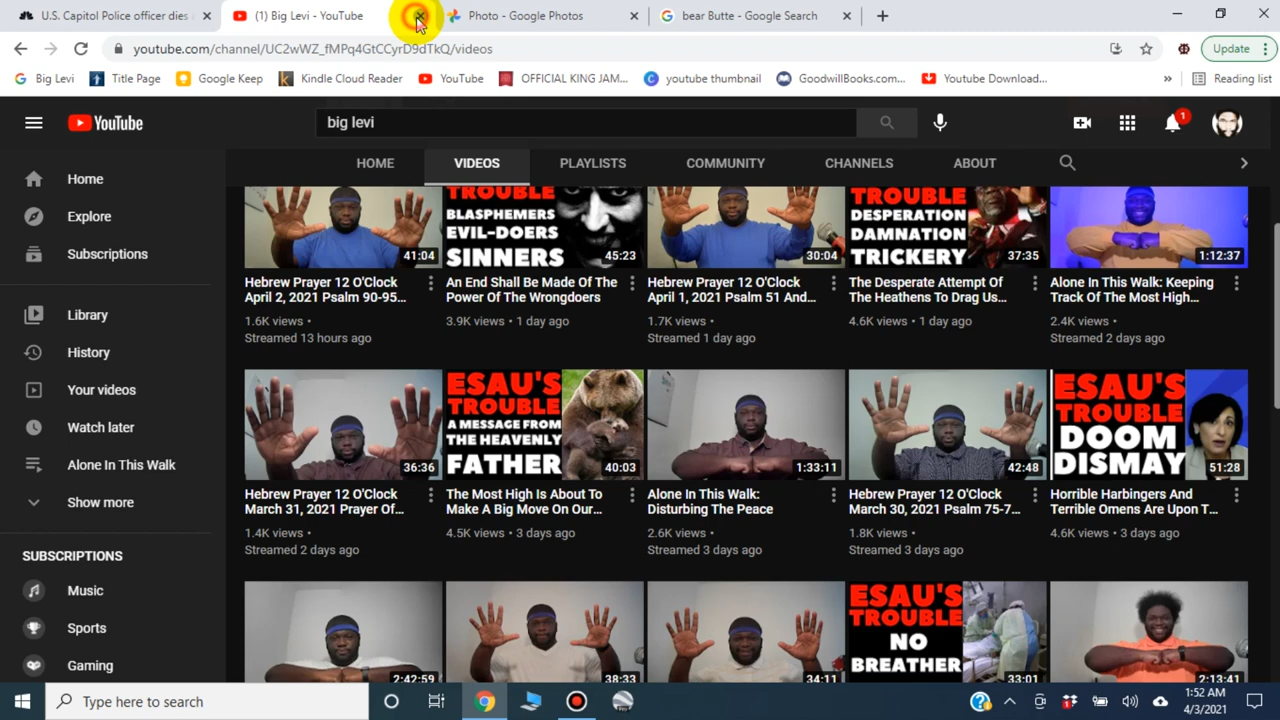 U.S. Capitol Police officer dies
(1) Big Levi - YouTube
Photo - Google Photos
bear Butte - Google Search
youtube.com/channel/UC2wWZ_fMPq4GtCCyrD9dTkQ/videos
Update
Big Levi
Title Page
Google Keep
Kindle Cloud Reader
YouTube
OFFICIAL KING JAM...
youtube thumbnail
GoodwillBooks.com...
Youtube Download...
»
Reading list
YouTube
big levi
1
HOME
VIDEOS
PLAYLISTS
COMMUNITY
CHANNELS
ABOUT
Home
Explore
Subscriptions
Library
History
Your videos
Watch later
Alone In This Walk
Show more
SUBSCRIPTIONS
Music
Sports
Gaming
41:04
Hebrew Prayer 12 O'Clock
April 2, 2021 Psalm 90-95...
1.6K views •
Streamed 13 hours ago
TROUBLE
BLASPHEMERS
EVIL-DOERS
SINNERS
45:23
An End Shall Be Made Of The
Power Of The Wrongdoers
3.9K views • 1 day ago
30:04
Hebrew Prayer 12 O'Clock
April 1, 2021 Psalm 51 And...
1.7K views •
Streamed 1 day ago
TROUBLE
DESPERATION
DAMNATION
TRICKERY
37:35
The Desperate Attempt Of
The Heathens To Drag Us...
4.6K views • 1 day ago
1:12:37
Alone In This Walk: Keeping
Track Of The Most High...
2.4K views •
Streamed 2 days ago
36:36
Hebrew Prayer 12 O'Clock
March 31, 2021 Prayer Of...
1.4K views •
Streamed 2 days ago
ESAU'S
TROUBLE
A MESSAGE FROM
THE HEAVENLY
FATHER
40:03
The Most High Is About To
Make A Big Move On Our...
4.5K views • 3 days ago
1:33:11
Alone In This Walk:
Disturbing The Peace
2.6K views •
Streamed 3 days ago
42:48
Hebrew Prayer 12 O'Clock
March 30, 2021 Psalm 75-7...
1.8K views •
Streamed 3 days ago
ESAU'S
TROUBLE
DOOM
DISMAY
51:28
Horrible Harbingers And
Terrible Omens Are Upon T...
4.6K views • 3 days ago
2:42:59
38:33
34:11
ESAU'S
TROUBLE
NO
BREATHER
33:01
2:13:41
Type here to search
1:52 AM
4/3/2021